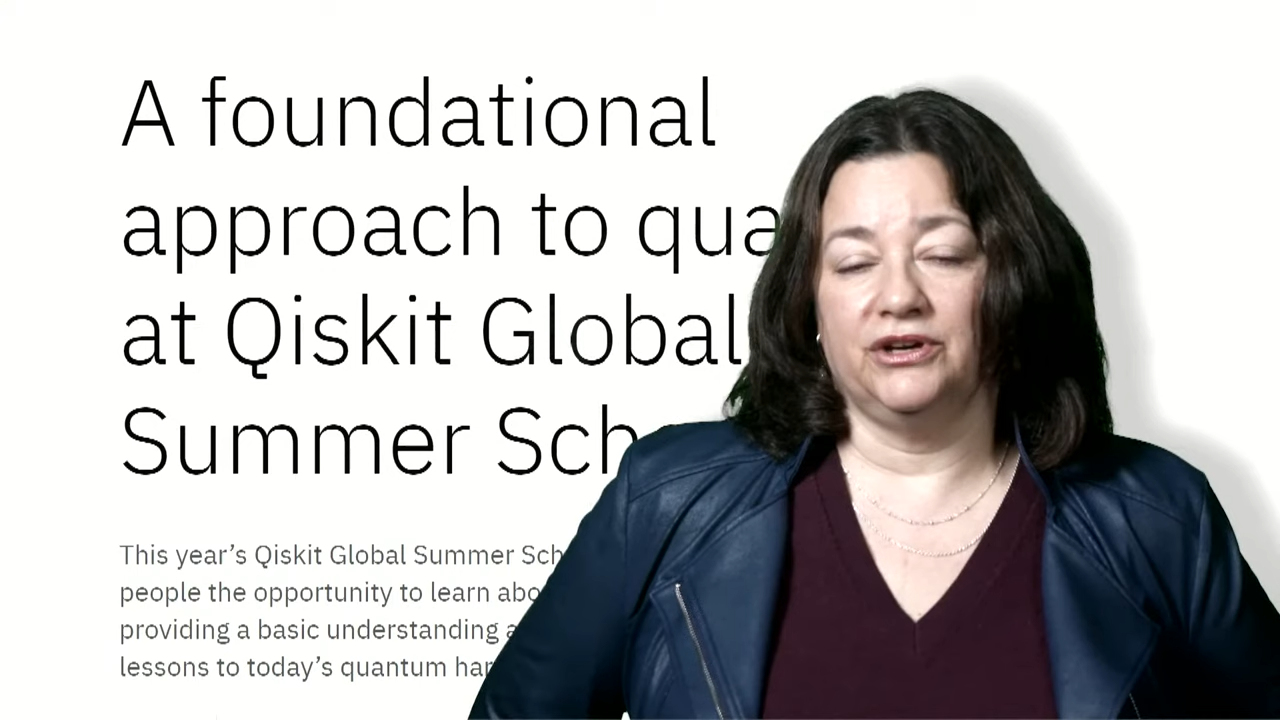 A foundational
approach to qua
at Qiskit Global
Summer Sch
This year’s Qiskit Global Summer Sch
people the opportunity to learn abo
providing a basic understanding a
lessons to today’s quantum har